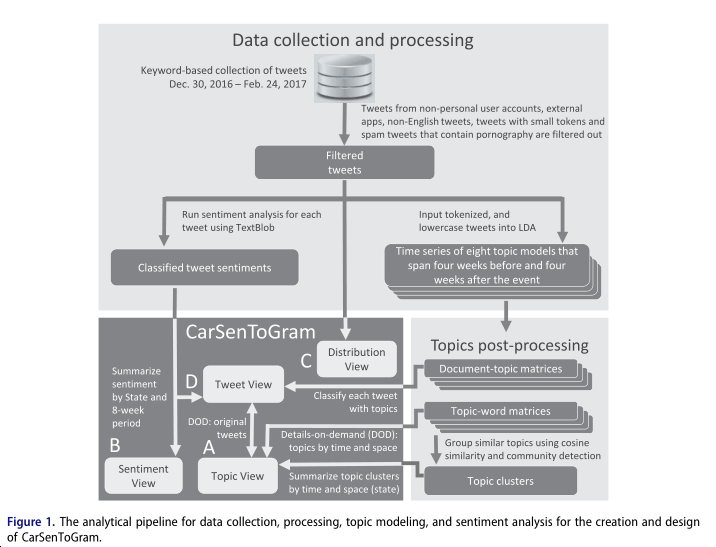 Data collection and processing
Keyword-based collection of tweets
Dec. 30, 2016 – Feb. 24, 2017
Tweets from non-personal user accounts, external
apps, non-English tweets, tweets with small tokens and
spam tweets that contain pornography are filtered out
Filtered
tweets
Run sentiment analysis for each
tweet using TextBlob
Input tokenized, and
lowercase tweets into LDA
Classified tweet sentiments
Time series of eight topic models that
span four weeks before and four
weeks after the event
CarSenToGram
C
Distribution
View
Summarize
sentiment
by State and
8-week
period
D
Tweet View
Classify each tweet
with topics
DOD: original
tweets
A
Details-on-demand (DOD):
topics by time and space
B
Sentiment
View
Topic View
Summarize topic clusters
by time and space (state)
Topics post-processing
Document-topic matrices
Topic-word matrices
Group similar topics using cosine
similarity and community detection
Topic clusters
Figure 1. The analytical pipeline for data collection, processing, topic modeling, and sentiment analysis for the creation and design
of CarSenToGram.